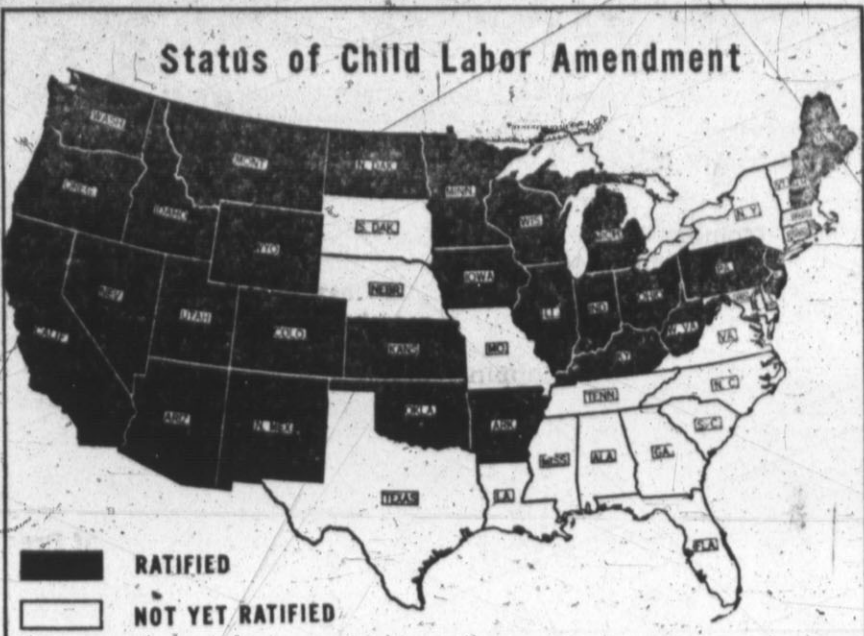 Status of Child Labor Amendment
WASH
MONT
N. DAK
MINN.
OREG.
IDAHO
WYO
S. DAK
WIS
N.Y.
IOWA
NEBR
NEV
UTAH
COLO
ILL
IND
OHIO
PA.
CALIF.
KANS
MO
KY
W. VA
VA
ARIZ
N. MEX
OKLA
ARK
TENN
N. C.
S. C.
MISS
ALA
GA.
TEXAS
LA
FLA
RATIFIED
NOT YET RATIFIED